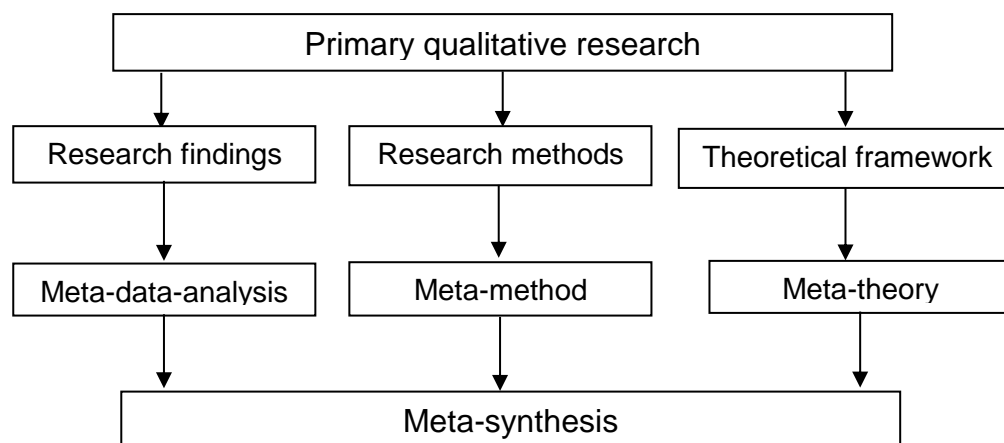 Primary qualitative research
Research findings
Research methods
Theoretical framework
Meta-data-analysis
Meta-method
Meta-theory
Meta-synthesis